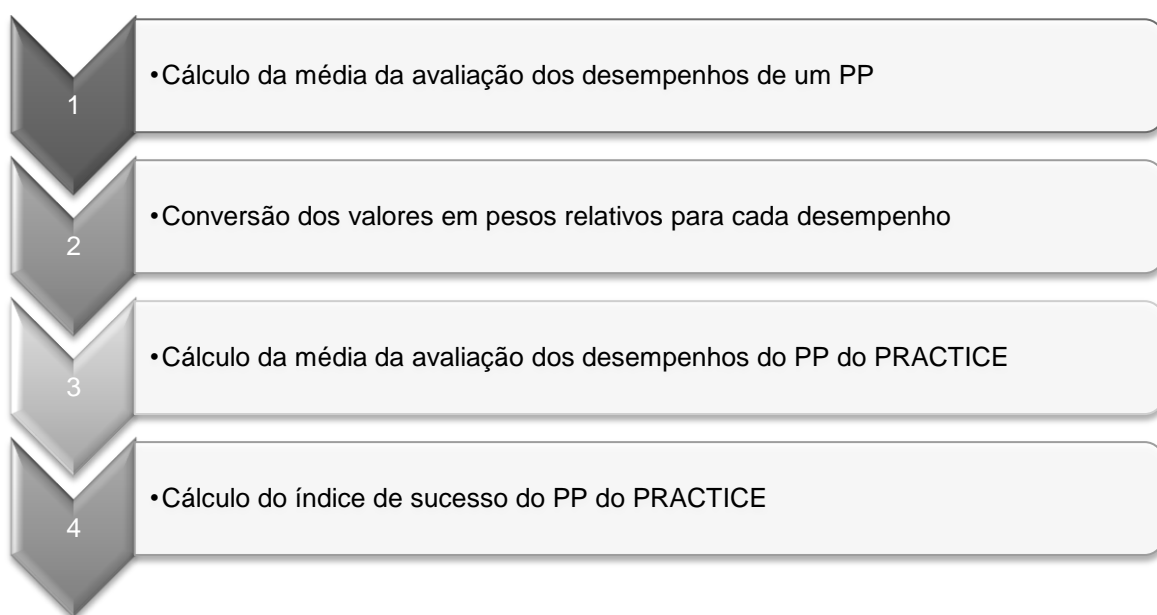 1
•Cálculo da média da avaliação dos desempenhos de um PP
2
•Conversão dos valores em pesos relativos para cada desempenho
3
•Cálculo da média da avaliação dos desempenhos do PP do PRACTICE
4
•Cálculo do índice de sucesso do PP do PRACTICE